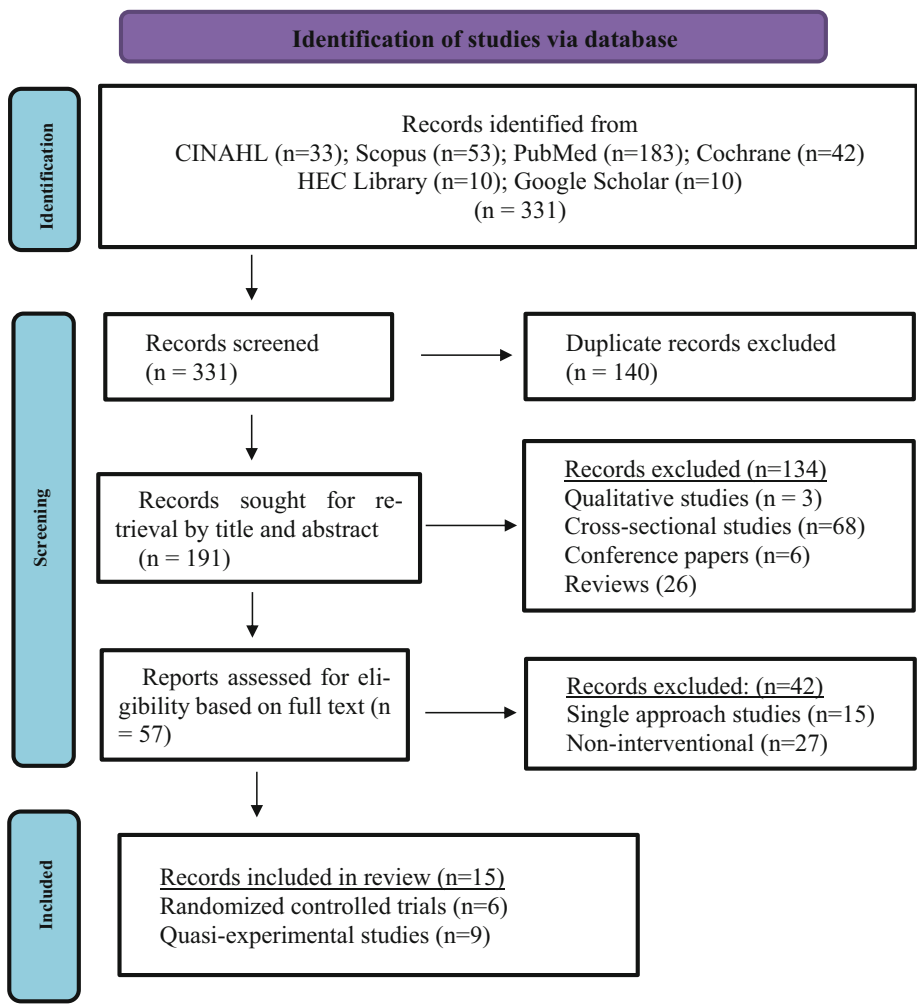 Identification of studies via database
Identification
Records identified from
CINAHL (n=33); Scopus (n=53); PubMed (n=183); Cochrane (n=42)
HEC Library (n=10); Google Scholar (n=10)
(n = 331)
Screening
Records screened
(n = 331)
Duplicate records excluded
(n = 140)
Records sought for re-
trieval by title and abstract
(n = 191)
Records excluded (n=134)
Qualitative studies (n = 3)
Cross-sectional studies (n=68)
Conference papers (n=6)
Reviews (26)
Reports assessed for eli-
gibility based on full text (n
= 57)
Records excluded: (n=42)
Single approach studies (n=15)
Non-interventional (n=27)
Included
Records included in review (n=15)
Randomized controlled trials (n=6)
Quasi-experimental studies (n=9)